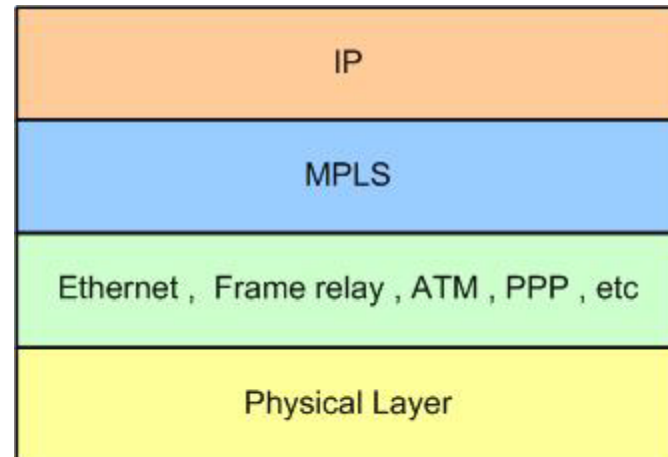 IP
MPLS
Ethernet , Frame relay , ATM , PPP , etc
Physical Layer